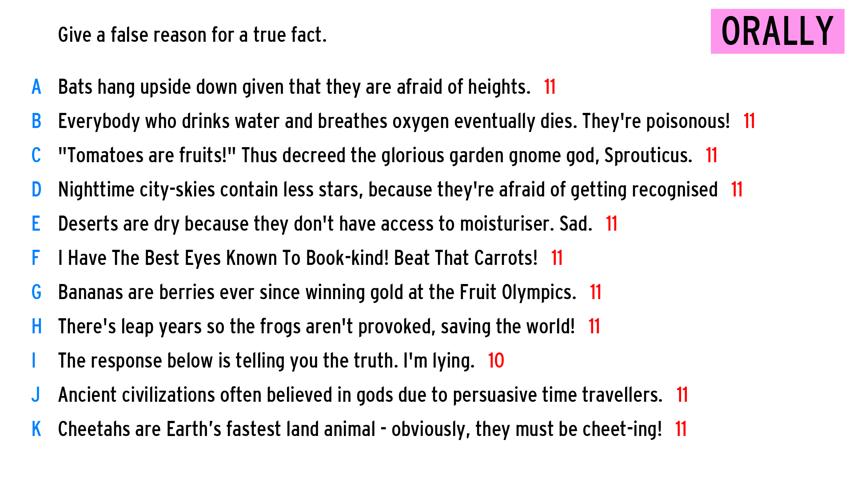 Give a false reason for a true fact.
ORALLY
A Bats hang upside down given that they are afraid of heights. 11
B Everybody who drinks water and breathes oxygen eventually dies. They're poisonous! 11
C "Tomatoes are fruits!" Thus decreed the glorious garden gnome god, Sprouticus. 11
D Nighttime city-skies contain less stars, because they're afraid of getting recognised 11
E Deserts are dry because they don't have access to moisturiser. Sad. 11
F I Have The Best Eyes Known To Book-kind! Beat That Carrots! 11
G Bananas are berries ever since winning gold at the Fruit Olympics. 11
H There's leap years so the frogs aren't provoked, saving the world! 11
I The response below is telling you the truth. I'm lying. 10
J Ancient civilizations often believed in gods due to persuasive time travellers. 11
K Cheetahs are Earth’s fastest land animal - obviously, they must be cheet-ing! 11